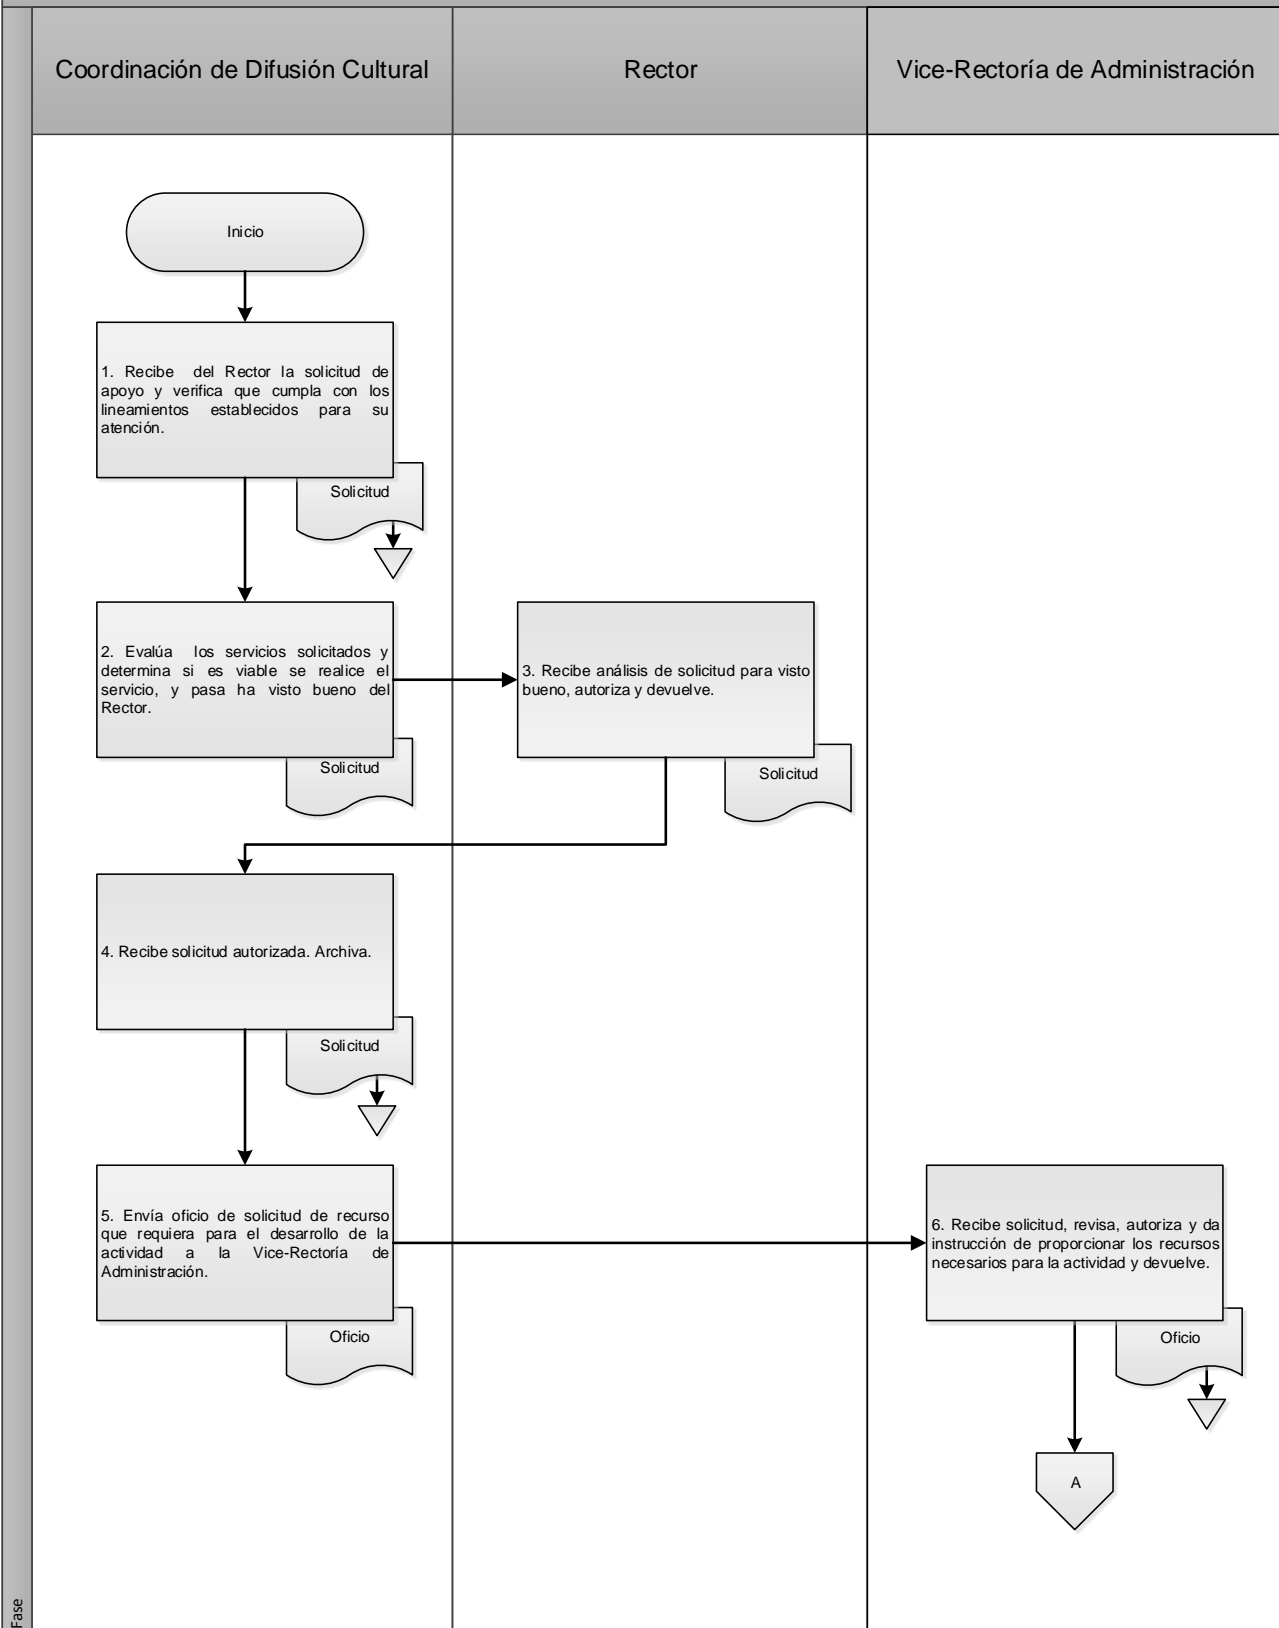 Coordinación de Difusión Cultural
Rector
Vice-Rectoría de Administración
Inicio
1. Recibe del Rector la solicitud de
apoyo y verifica que cumpla con los
lineamientos establecidos para su
atención.
Solicitud
2. Evalúa los servicios solicitados y
determina si es viable se realice el
servicio, y pasa ha visto bueno del
Rector.
Solicitud
3. Recibe análisis de solicitud para visto
bueno, autoriza y devuelve.
Solicitud
4. Recibe solicitud autorizada. Archiva.
Solicitud
5. Envía oficio de solicitud de recurso
que requiera para el desarrollo de la
actividad a la Vice-Rectoría de
Administración.
Oficio
6. Recibe solicitud, revisa, autoriza y da
instrucción de proporcionar los recursos
necesarios para la actividad y devuelve.
Oficio
A
Fase